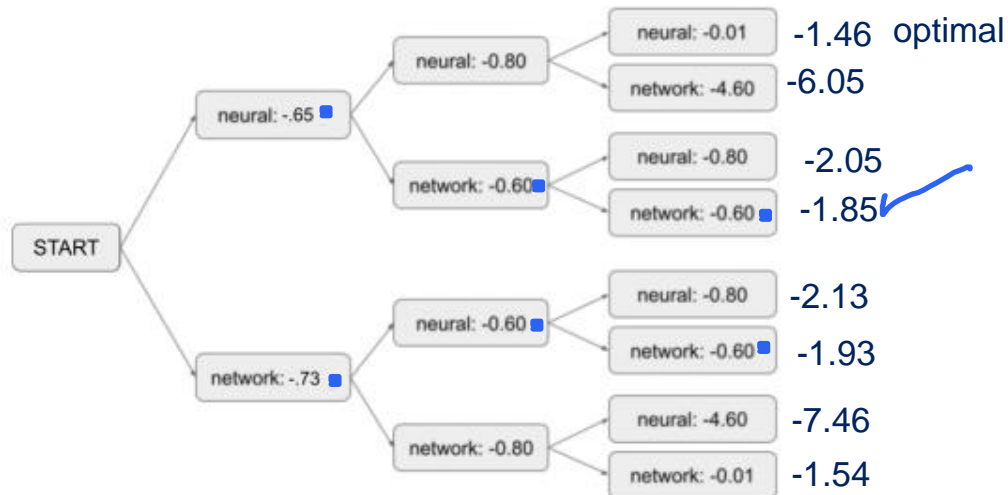 neural: -0.01
-1.46 optimal
neural: -0.80
network: -4.60
-6.05
neural: -.65
neural: -0.80
-2.05
network: -0.60
network: -0.60
-1.85
START
neural: -0.80
-2.13
neural: -0.60
network: -0.60
-1.93
network: -.73
neural: -4.60
-7.46
network: -0.80
network: -0.01
-1.54